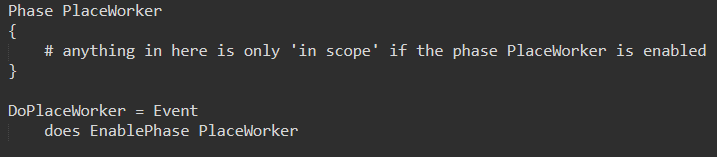 Phase PlaceWorker
{
    # anything in here is only 'in scope' if the phase PlaceWorker is enabled
}

DoPlaceWorker = Event
    does EnablePhase PlaceWorker